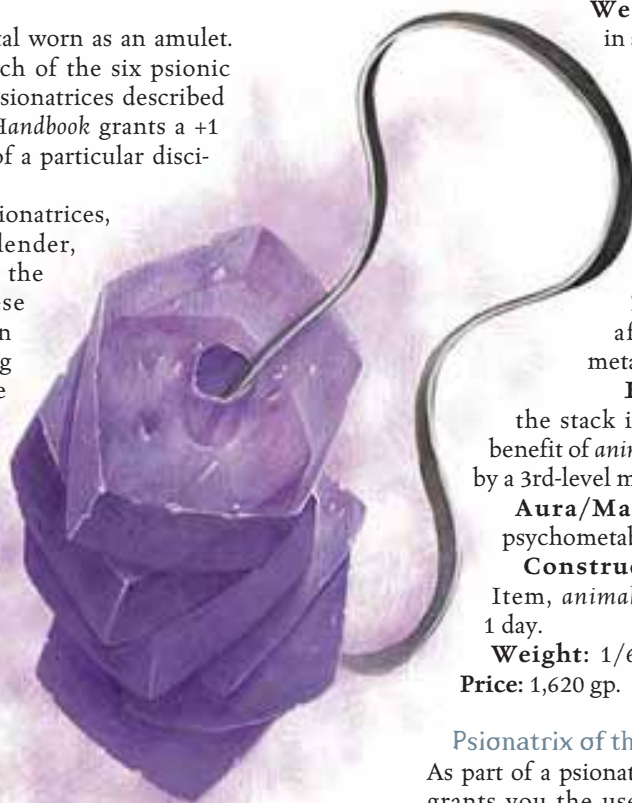 tal worn as an amulet.
ch of the six psionic
sionatrices described
Handbook grants a +1
of a particular disci-
ionatrices,
lender,
the
se
n
g
e
We
in
af
meta
the stack i
benefit of anim
by a 3rd-level m
Aura/Ma
psychometab
Construc
Item, animal
1 day.
Weight: 1/6
Price: 1,620 gp.
Psionatrix of th
As part of a psionat
grants you the use